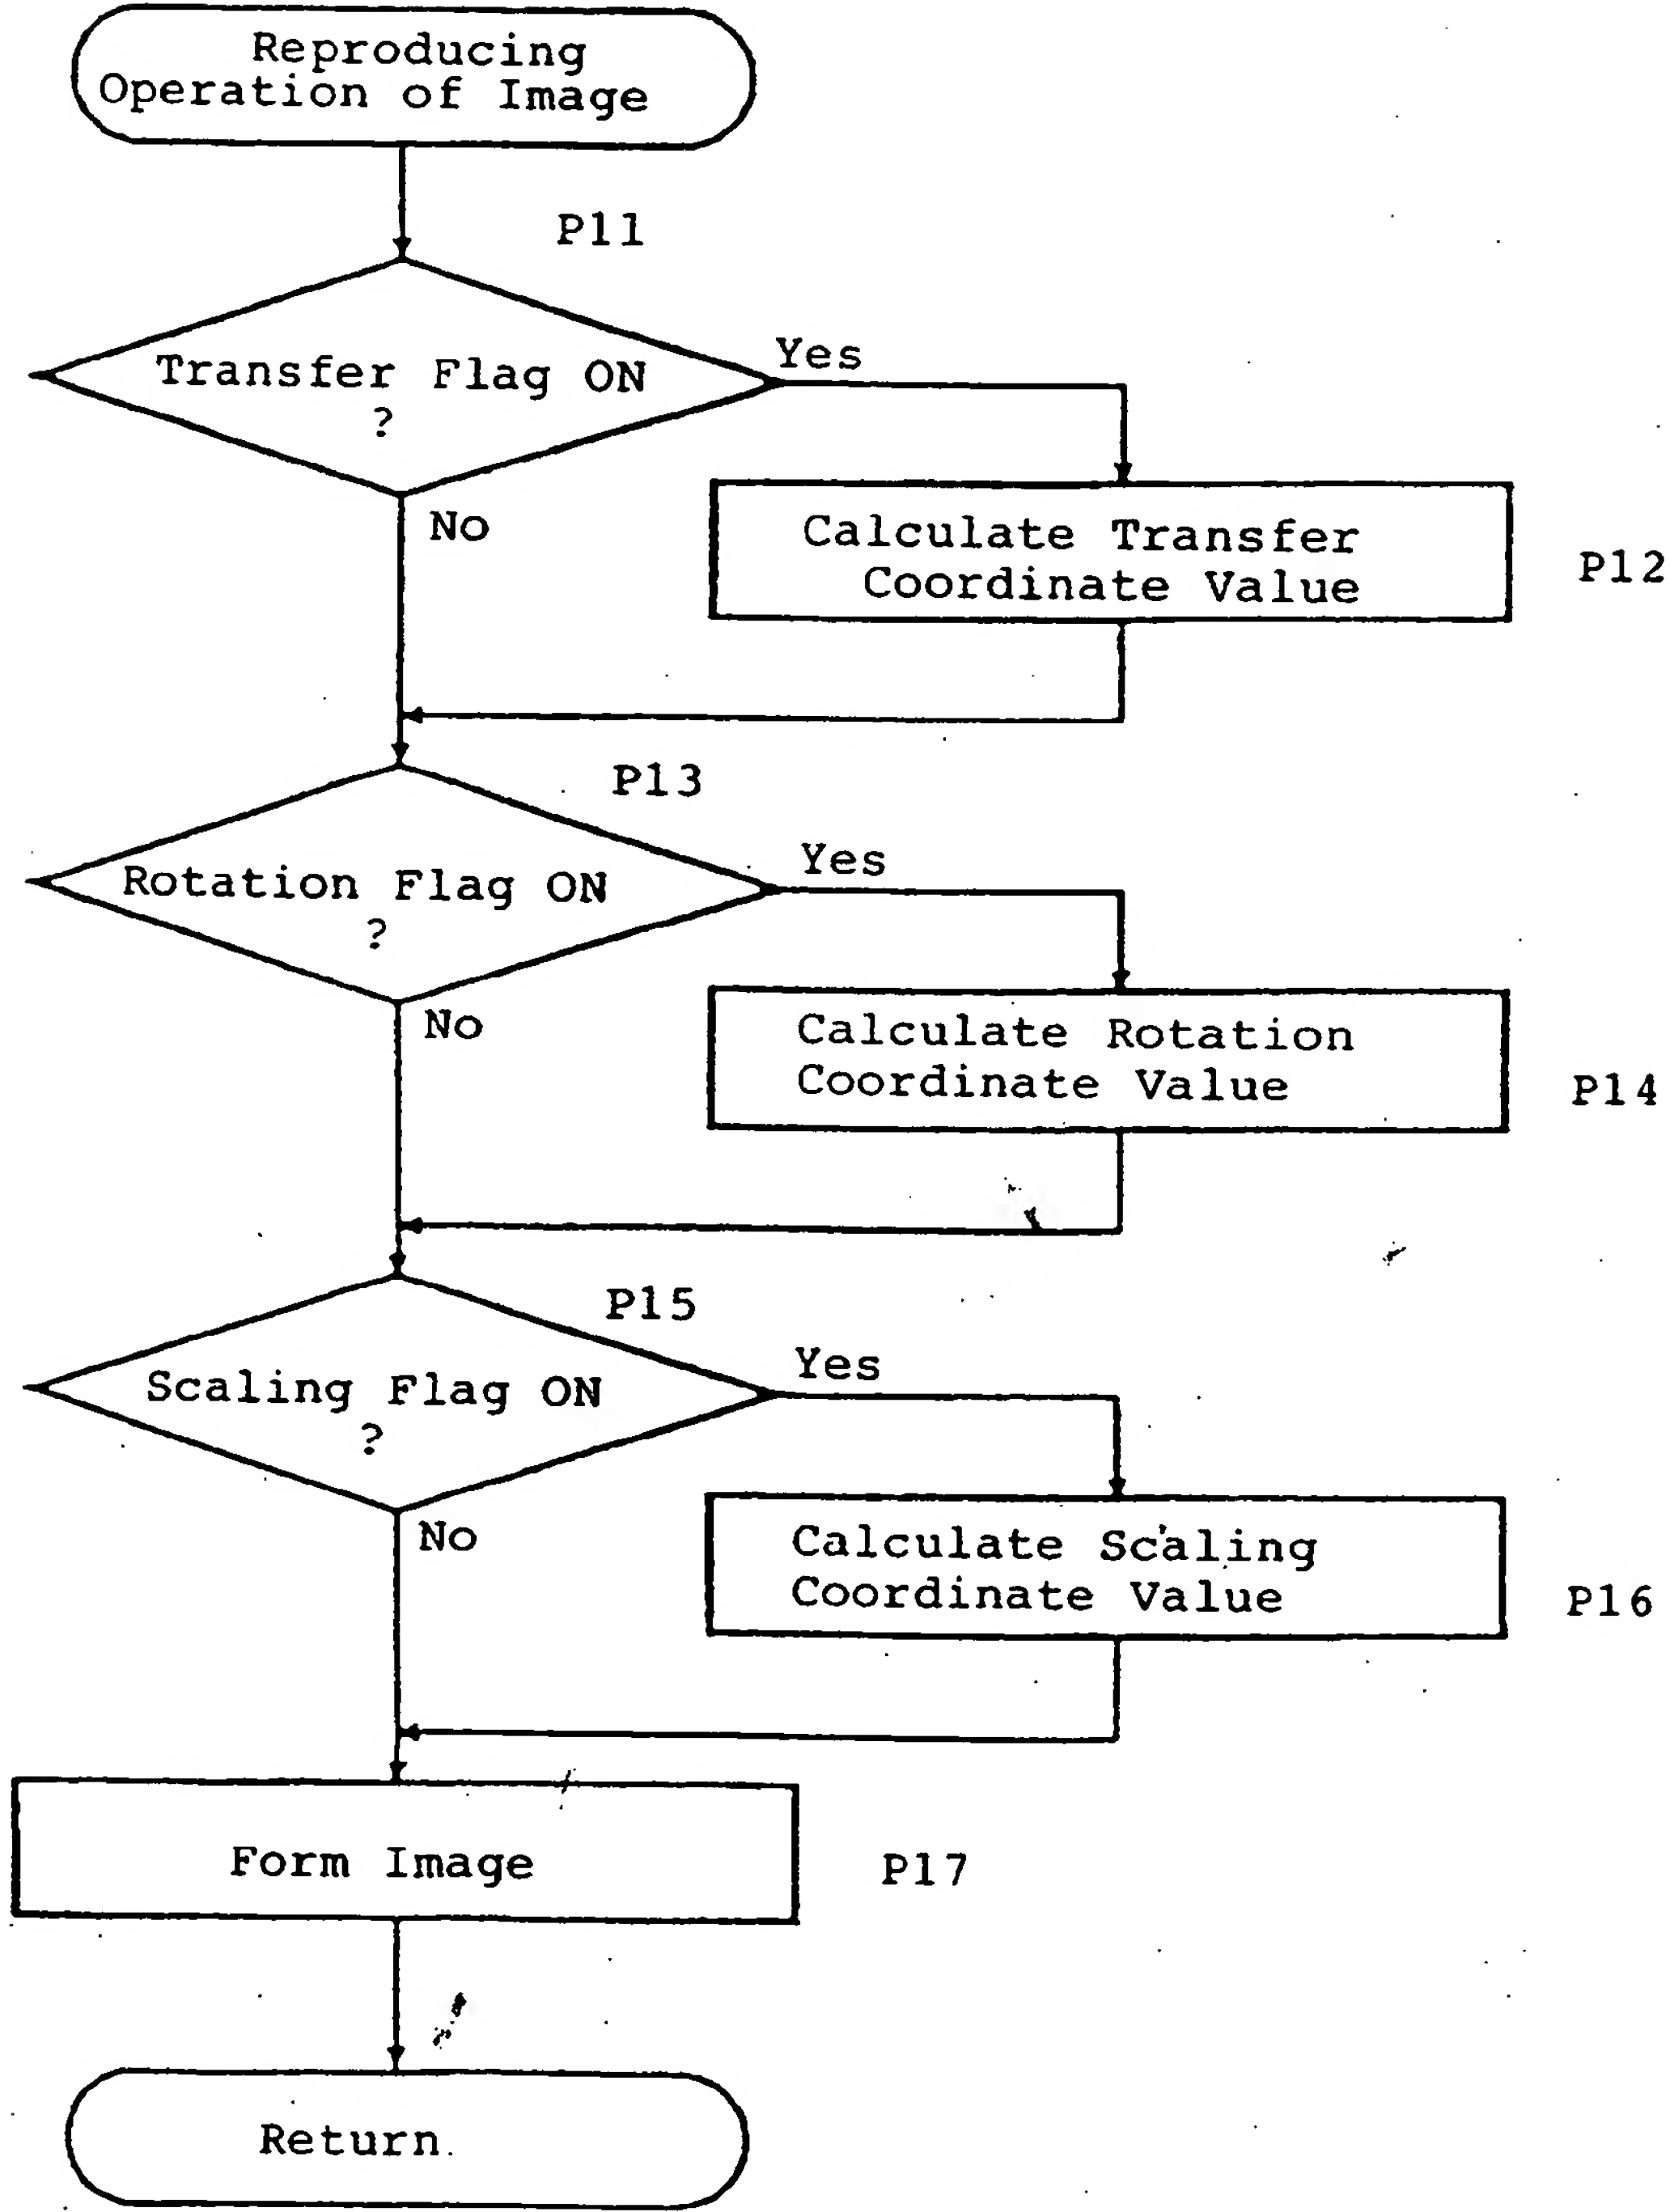 Reproducing
Operation of Image
P11
Transfer Flag ON
?
Yes
No
Calculate Transfer
Coordinate Value
P12
P13
Rotation Flag ON
?
Yes
No
Calculate Rotation
Coordinate Value
P14
P15
Scaling Flag ON
?
Yes
No
Calculate Scaling
Coordinate Value
P16
Form Image
P17
Return